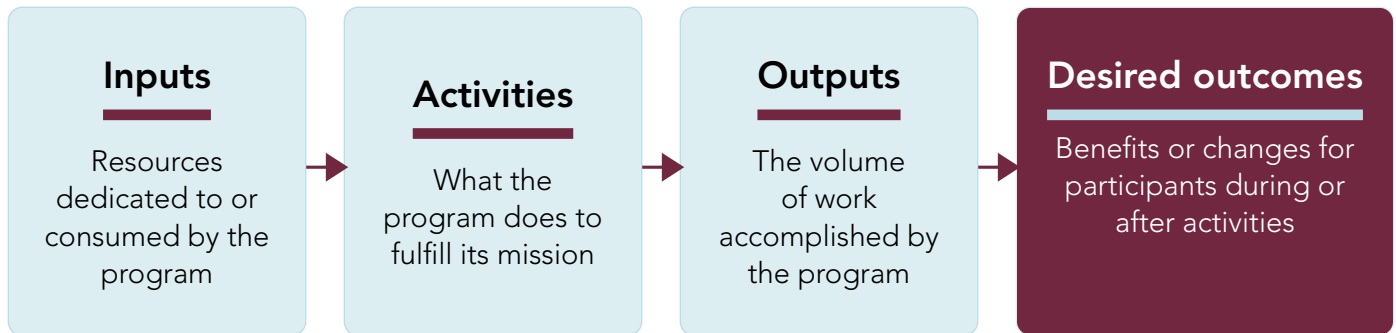 Inputs
Resources
dedicated to or
consumed by the
program
Activities
What the
program does to
fulfill its mission
Outputs
The volume
of work
accomplished by
the program
Desired outcomes
Benefits or changes for
participants during or
after activities